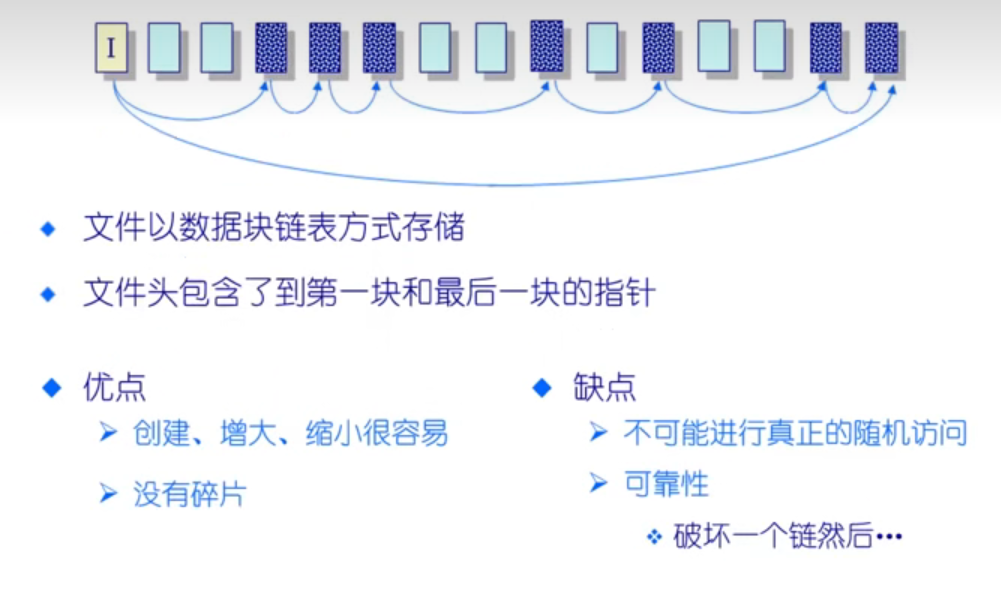 I
文件以数据块链表方式存储
文件头包含了到第一块和最后一块的指针
优点
创建、增大、缩小很容易
没有碎片
缺点
不可能进行真正的随机访问
可靠性
破坏一个链然后…